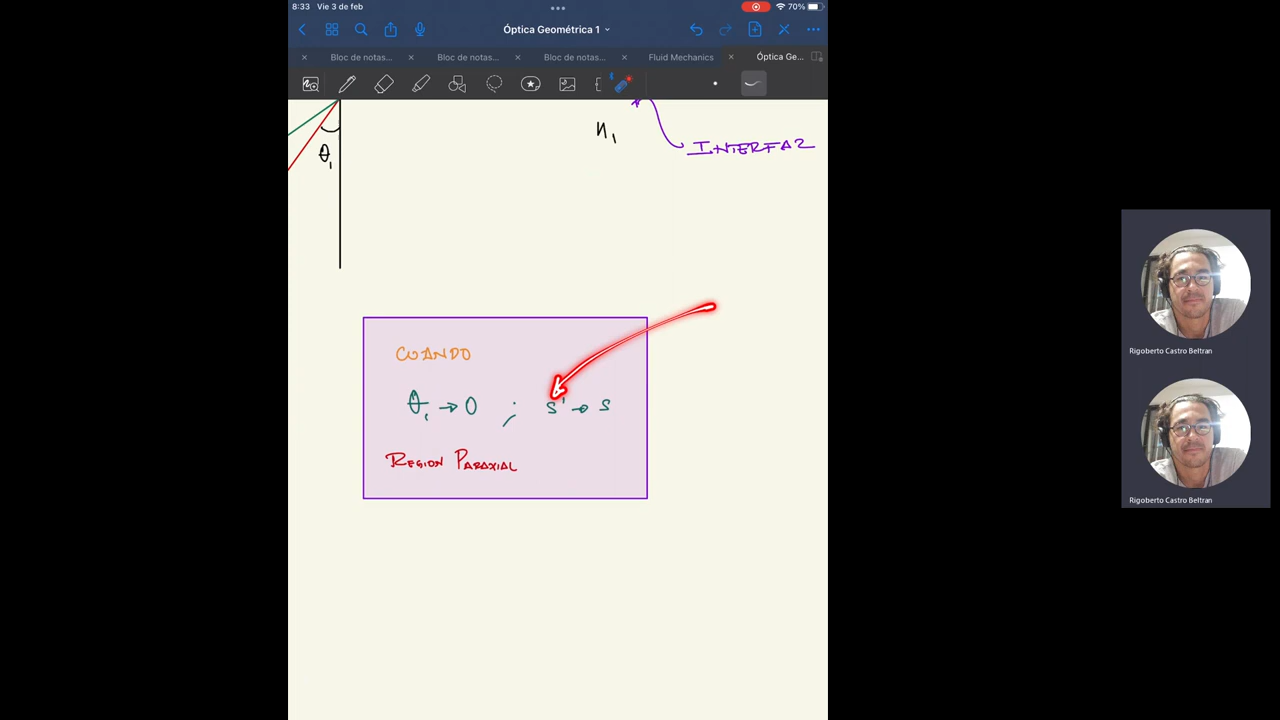 8:33 Vie 3 de feb
70%
Óptica Geométrica 1
Bloc de notas...
Bloc de notas...
Bloc de notas...
Fluid Mechanics
Óptica Ge...
n₁
INTERFAZ
θ₁
CUANDO
θ₁ → 0 ; s' → s
REGION PARAXIAL
Rigoberto Castro Beltran
Rigoberto Castro Beltran